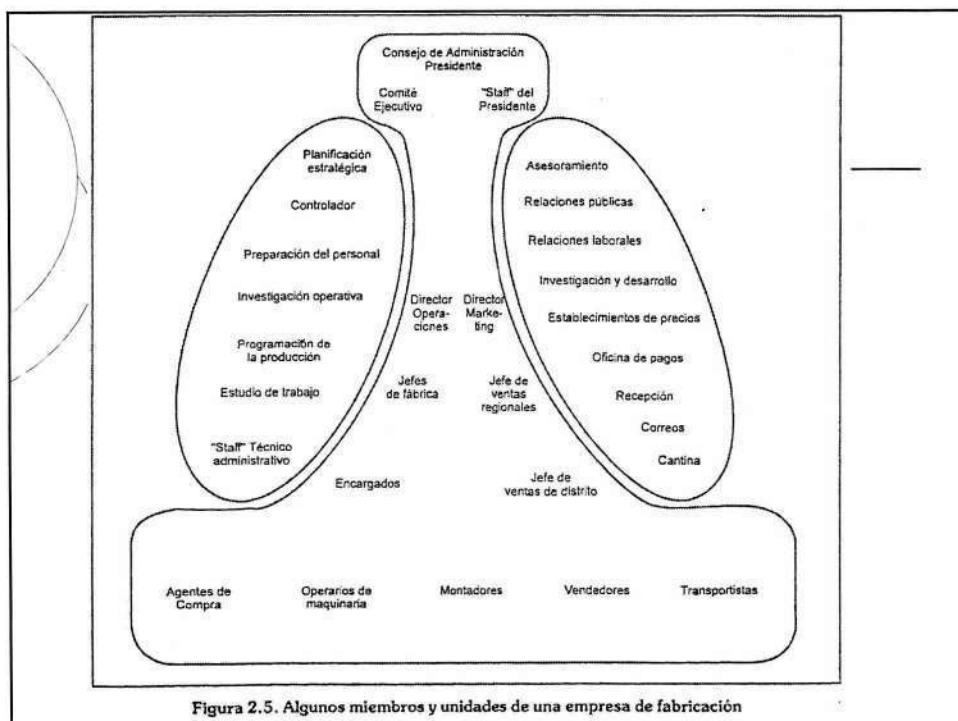 Consejo de Administración
Presidente
Comité
Ejecutivo
"Staff" del
Presidente
Planificación
estratégica
Controlador
Preparación del personal
Investigación operativa
Programación de
la producción
Estudio de trabajo
"Staff" Técnico
administrativo
Director
Opera-
ciones
Director
Marke-
ting
Jefes
de fábrica
Jefe de
ventas
regionales
Encargados
Jefe de
ventas de distrito
Asesoramiento
Relaciones públicas
Relaciones laborales
Investigación y desarrollo
Establecimientos de precios
Oficina de pagos
Recepción
Correos
Cantina
Agentes de
Compra
Operarios de
maquinaria
Montadores
Vendedores
Transportistas
Figura 2.5. Algunos miembros y unidades de una empresa de fabricación